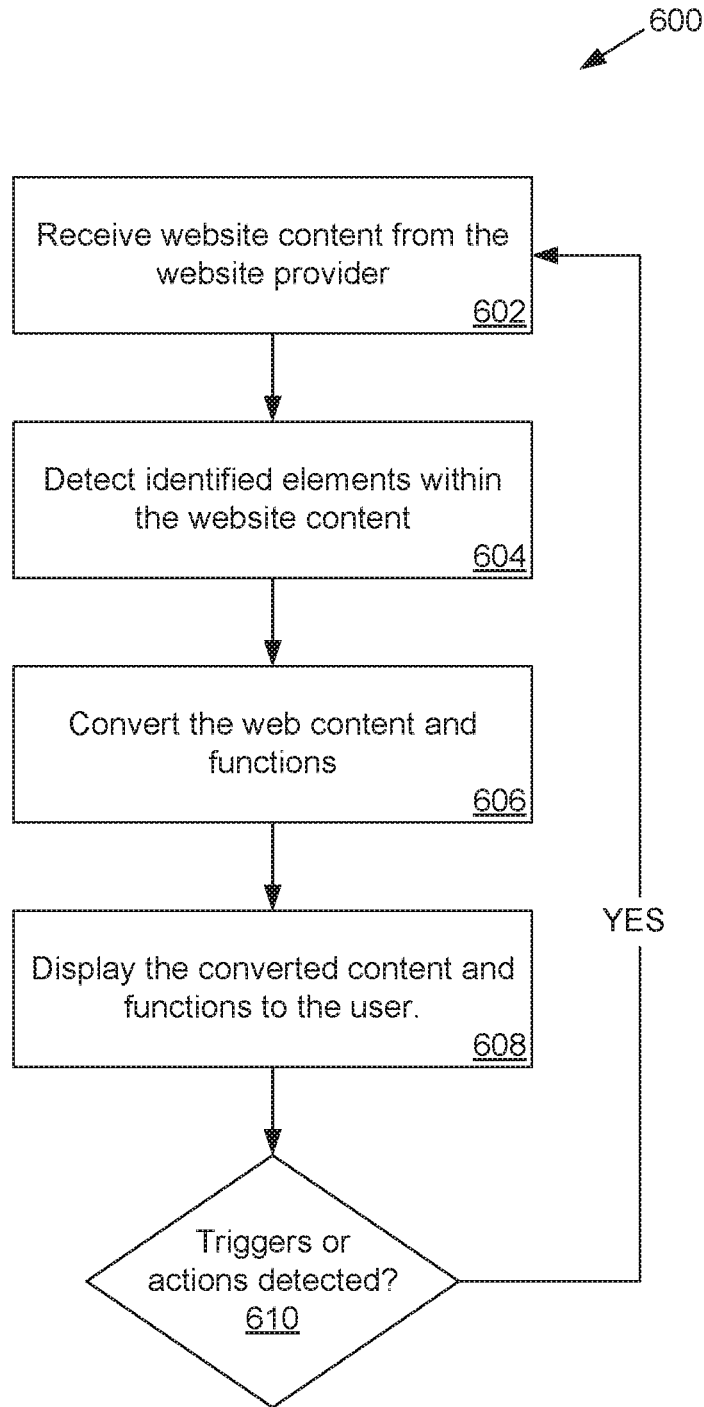 600
Receive website content from the
website provider
602
Detect identified elements within
the website content
604
Convert the web content and
functions
606
Display the converted content and
functions to the user.
608
YES
Triggers or
actions detected?
610